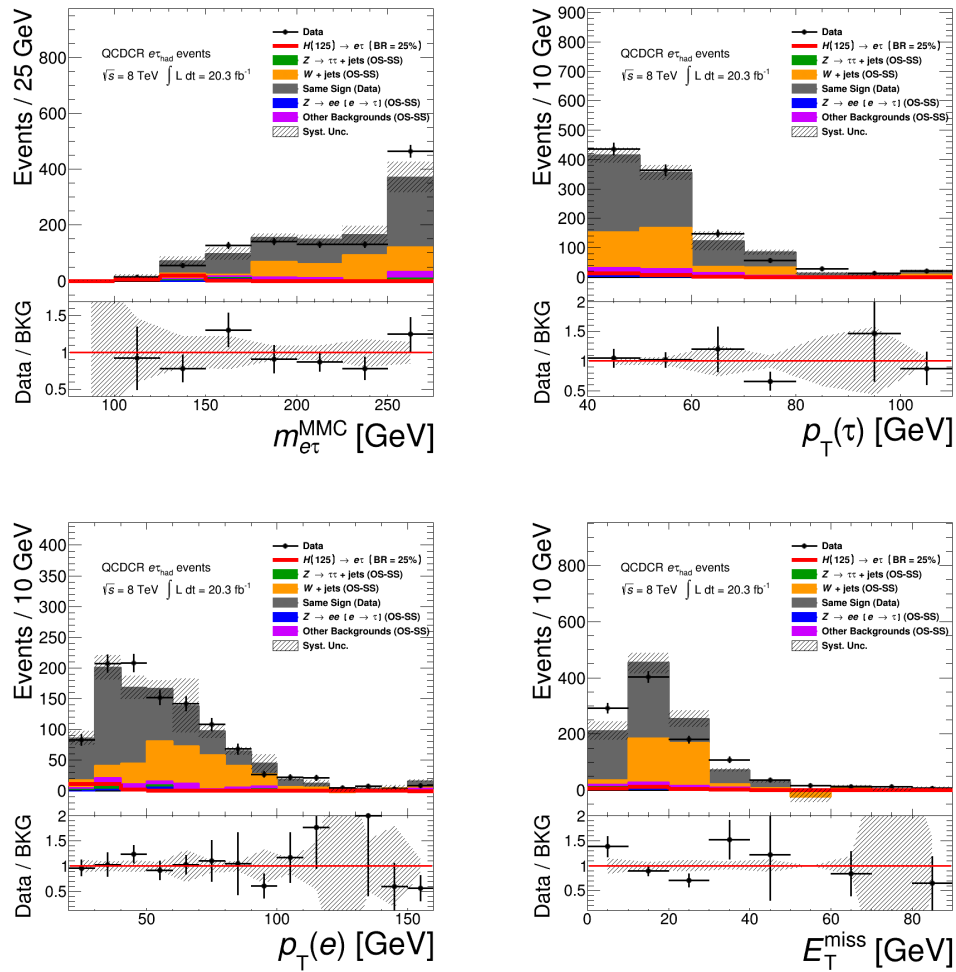 Events / 25 GeV
800
600
400
200
0
QCDCR eτhad events
√s = 8 TeV ∫ L dt = 20.3 fb-1
Data
H(125) → eτ (BR = 25%)
Z → ττ + jets (OS-SS)
W + jets (OS-SS)
Same Sign (Data)
Z → ee [e → τ] (OS-SS)
Other Backgrounds (OS-SS)
Syst. Unc.
Data / BKG
1.5
1
0.5
100 150 200 250
mMMCeτ [GeV]
Events / 10 GeV
900
800
700
600
500
400
300
200
100
0
QCDCR eτhad events
√s = 8 TeV ∫ L dt = 20.3 fb-1
Data
H(125) → eτ (BR = 25%)
Z → ττ + jets (OS-SS)
W + jets (OS-SS)
Same Sign (Data)
Z → ee [e → τ] (OS-SS)
Other Backgrounds (OS-SS)
Syst. Unc.
Data / BKG
2
1.5
1
0.5
40 60 80 100
pT(τ) [GeV]
Events / 10 GeV
400
350
300
250
200
150
100
50
0
QCDCR eτhad events
√s = 8 TeV ∫ L dt = 20.3 fb-1
Data
H(125) → eτ (BR = 25%)
Z → ττ + jets (OS-SS)
W + jets (OS-SS)
Same Sign (Data)
Z → ee [e → τ] (OS-SS)
Other Backgrounds (OS-SS)
Syst. Unc.
Data / BKG
2
1.5
1
0.5
50 100 150
pT(e) [GeV]
Events / 10 GeV
800
600
400
200
0
QCDCR eτhad events
√s = 8 TeV ∫ L dt = 20.3 fb-1
Data
H(125) → eτ (BR = 25%)
Z → ττ + jets (OS-SS)
W + jets (OS-SS)
Same Sign (Data)
Z → ee [e → τ] (OS-SS)
Other Backgrounds (OS-SS)
Syst. Unc.
Data / BKG
2
1.5
1
0.5
0 20 40 60 80
ETmiss [GeV]